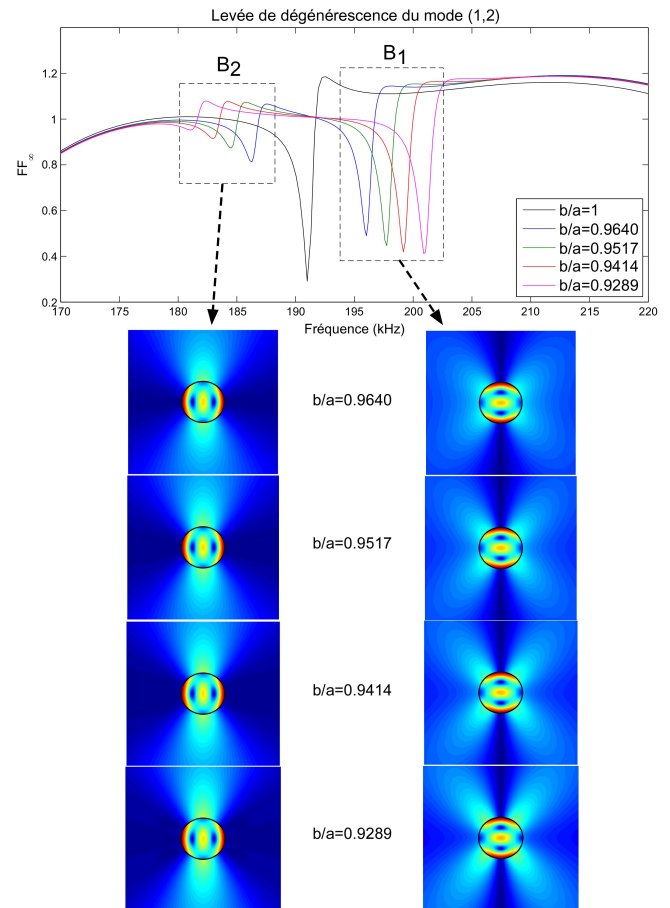 Levée de dégénérescence du mode (1,2)
B2
B1
FF∞
1.2
1
0.8
0.6
0.4
0.2
b/a=1
b/a=0.9640
b/a=0.9517
b/a=0.9414
b/a=0.9289
170 175 180 185 190 195 200 205 210 215 220
Fréquence (kHz)
b/a=0.9640
b/a=0.9517
b/a=0.9414
b/a=0.9289